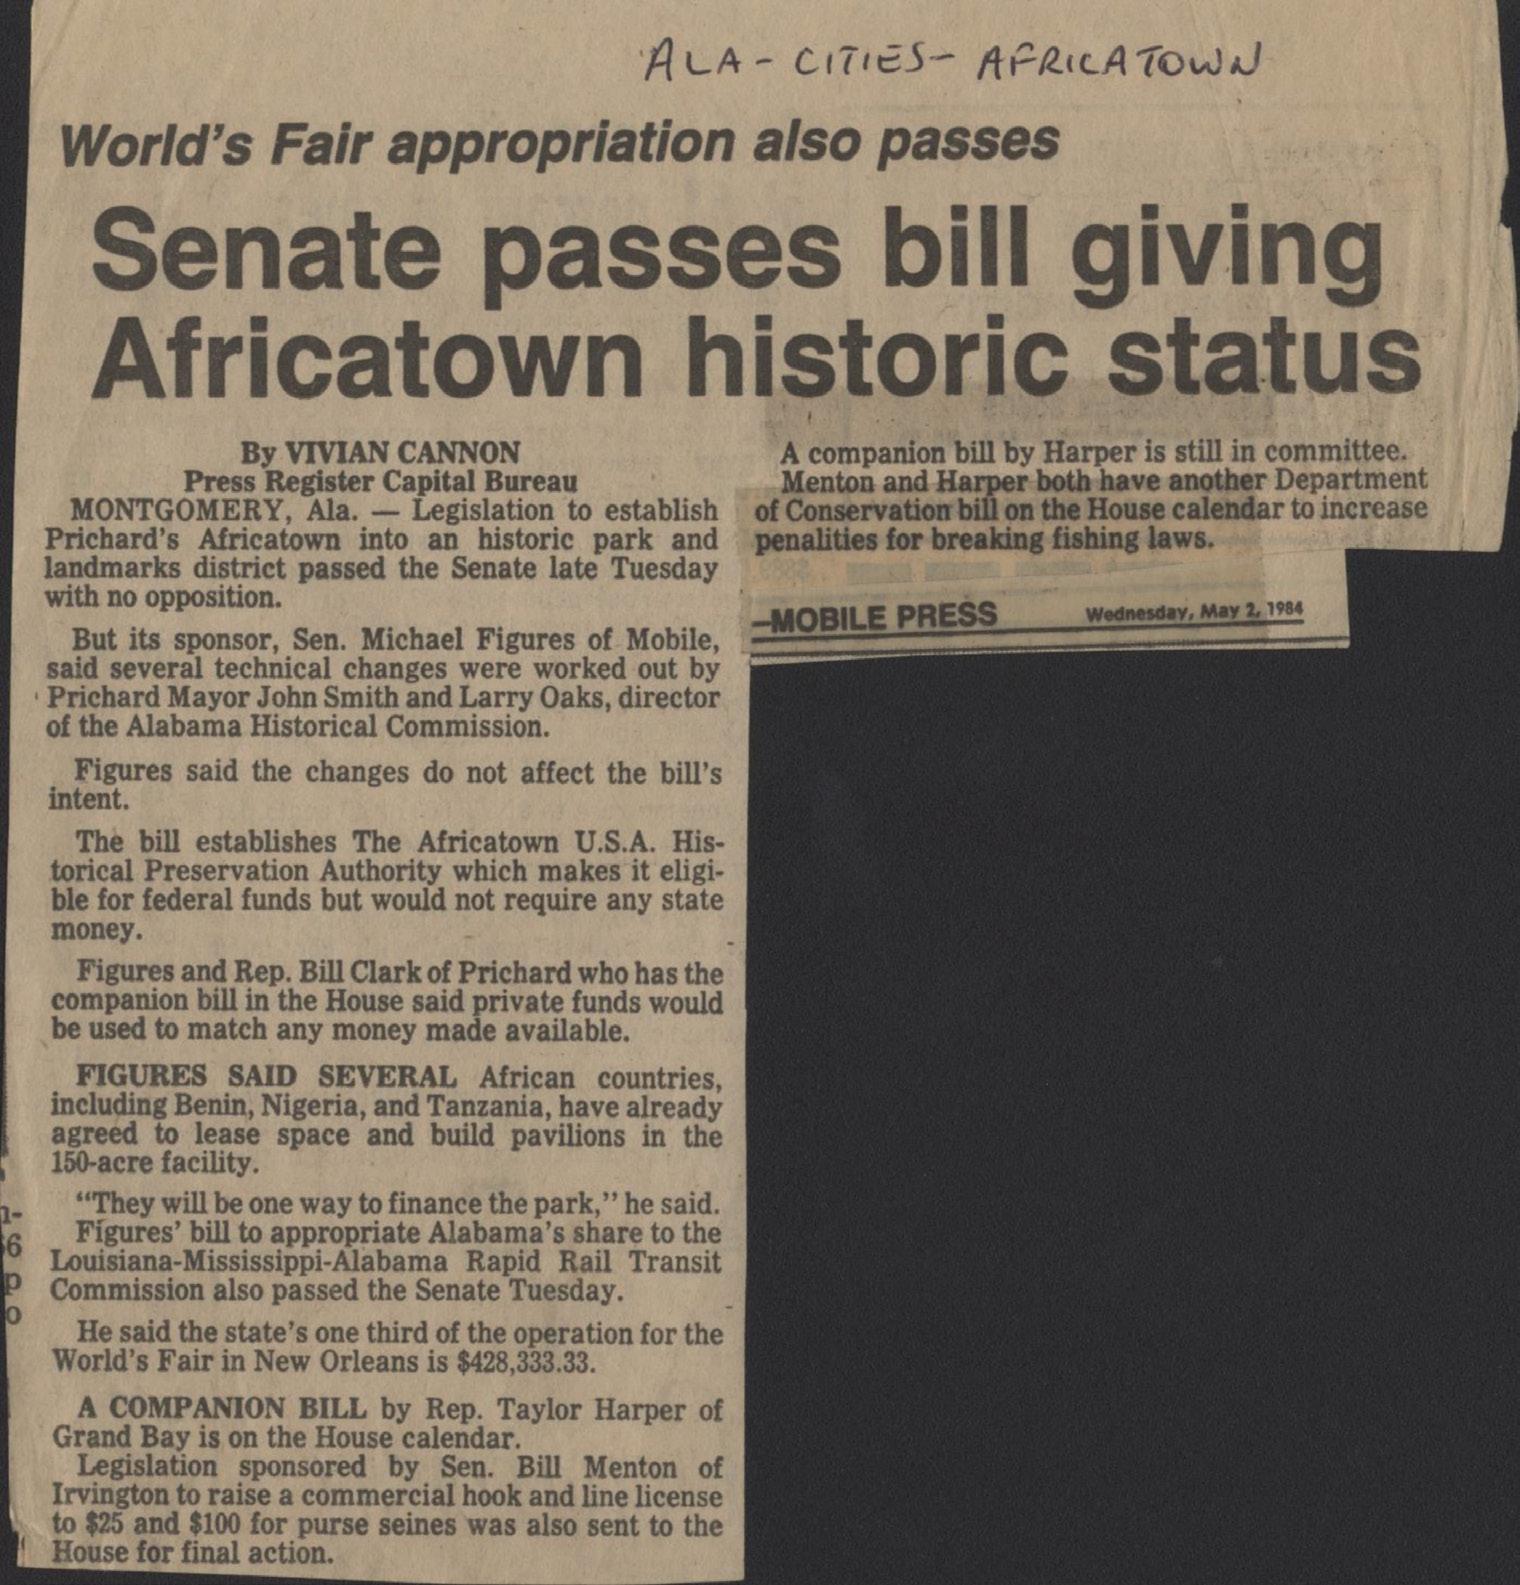 ALA - CITIES - AFRICATOWN
World's Fair appropriation also passes
Senate passes bill giving
Africatown historic status
By VIVIAN CANNON
Press Register Capital Bureau
MONTGOMERY, Ala. — Legislation to establish
Prichard's Africatown into an historic park and
landmarks district passed the Senate late Tuesday
with no opposition.
But its sponsor, Sen. Michael Figures of Mobile,
said several technical changes were worked out by
Prichard Mayor John Smith and Larry Oaks, director
of the Alabama Historical Commission.
Figures said the changes do not affect the bill's
intent.
The bill establishes The Africatown U.S.A. His-
torical Preservation Authority which makes it eligi-
ble for federal funds but would not require any state
money.
Figures and Rep. Bill Clark of Prichard who has the
companion bill in the House said private funds would
be used to match any money made available.
FIGURES SAID SEVERAL African countries,
including Benin, Nigeria, and Tanzania, have already
agreed to lease space and build pavilions in the
150-acre facility.
"They will be one way to finance the park," he said.
Figures' bill to appropriate Alabama's share to the
Louisiana-Mississippi-Alabama Rapid Rail Transit
Commission also passed the Senate Tuesday.
He said the state's one third of the operation for the
World's Fair in New Orleans is $428,333.33.
A COMPANION BILL by Rep. Taylor Harper of
Grand Bay is on the House calendar.
Legislation sponsored by Sen. Bill Menton of
Irvington to raise a commercial hook and line license
to $25 and $100 for purse seines was also sent to the
House for final action.
A companion bill by Harper is still in committee.
Menton and Harper both have another Department
of Conservation bill on the House calendar to increase
penalities for breaking fishing laws.
—MOBILE PRESS Wednesday, May 2, 1984